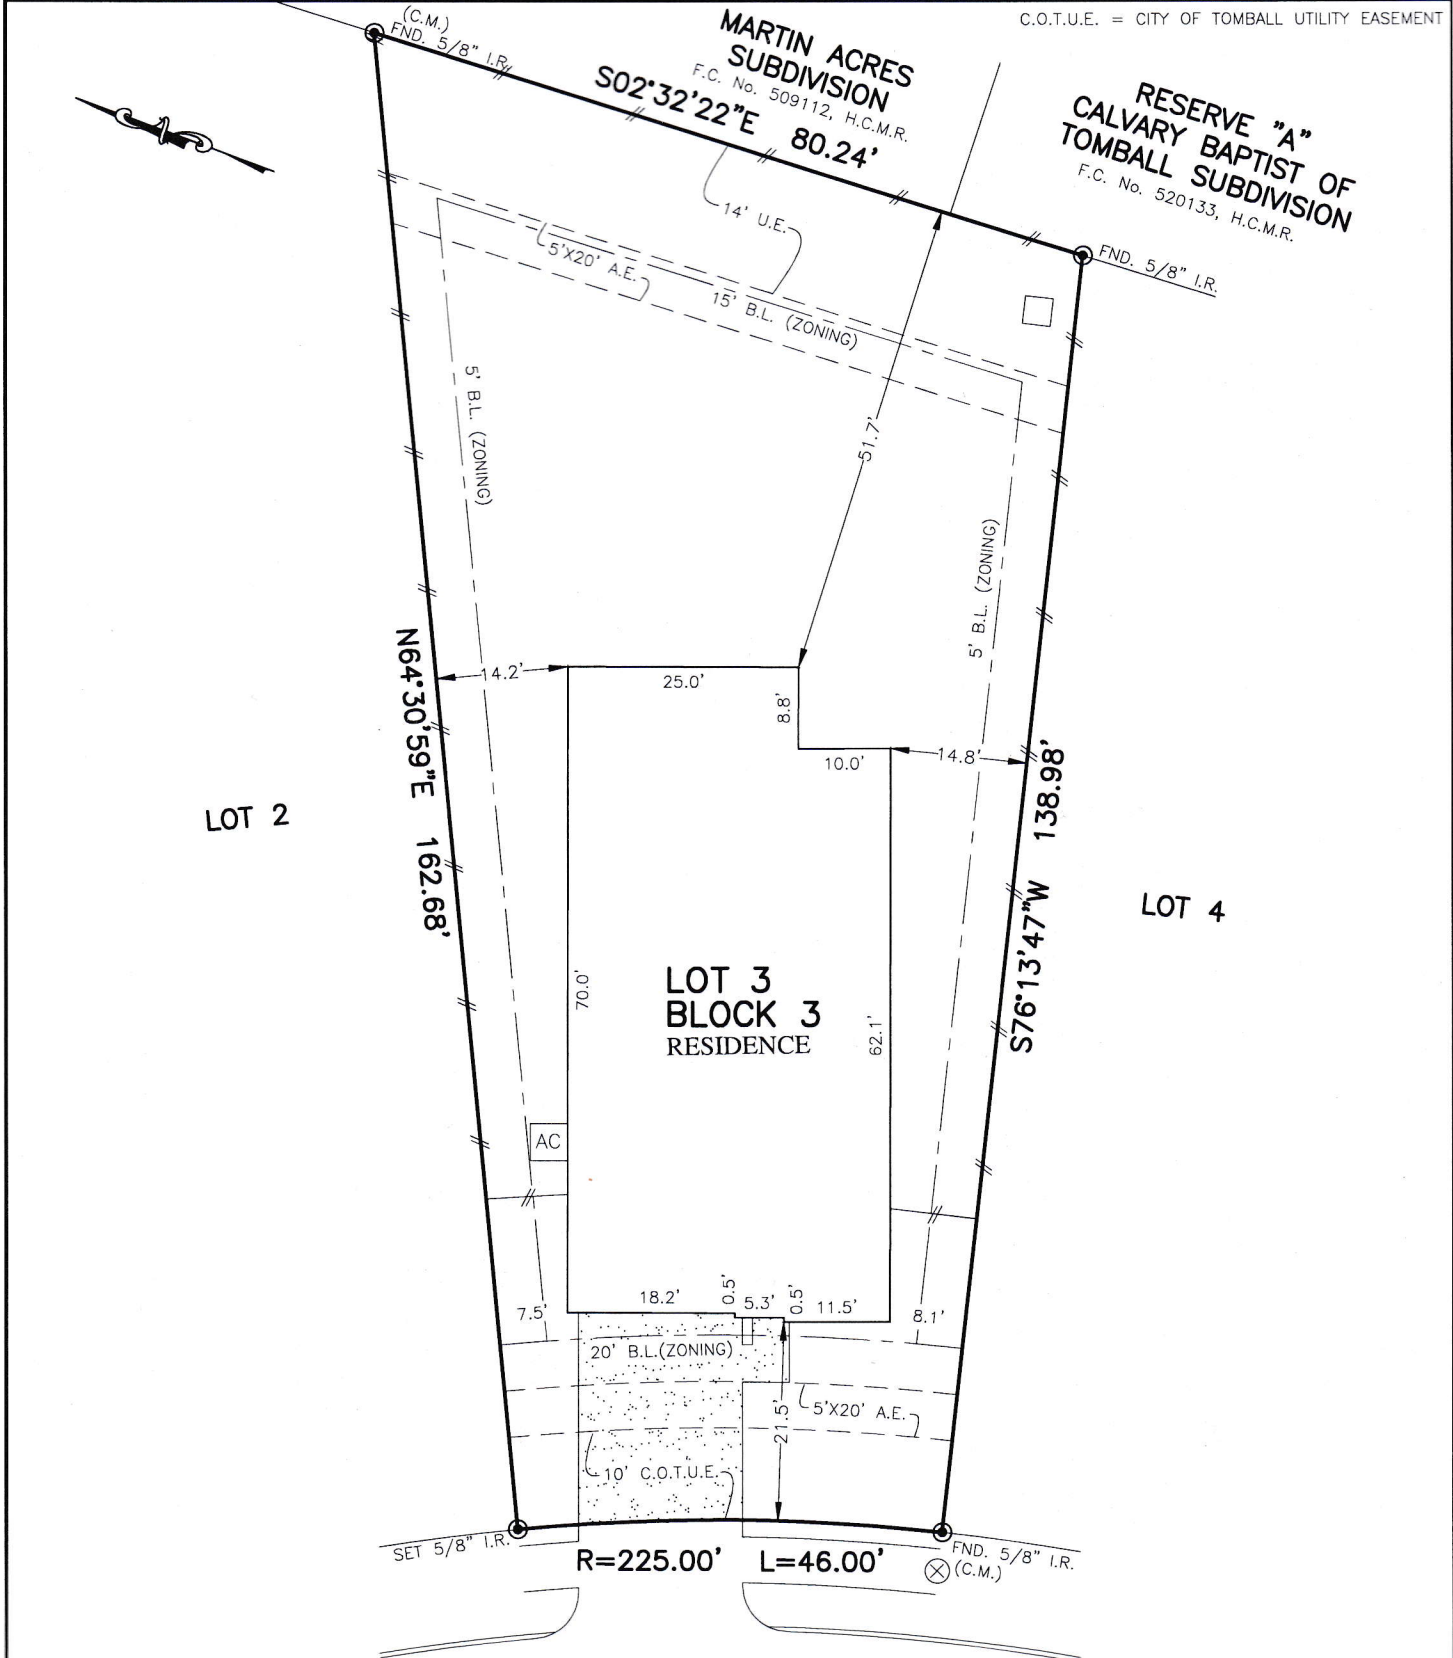 C.O.T.U.E. = CITY OF TOMBALL UTILITY EASEMENT
(C.M.)
FND. 5/8" I.R.
MARTIN ACRES
SUBDIVISION
F.C. No. 509112, H.C.M.R.
S02°32'22"E 80.24'
RESERVE "A"
CALVARY BAPTIST OF
TOMBALL SUBDIVISION
F.C. No. 520133, H.C.M.R.
FND. 5/8" I.R.
14' U.E.
5'X20' A.E.
15' B.L. (ZONING)
5' B.L. (ZONING)
51.7'
5' B.L. (ZONING)
N64°30'59"E 162.68'
14.2'
25.0'
8.8'
10.0'
14.8'
S76°13'47"W 138.98'
LOT 2
LOT 4
70.0'
LOT 3
BLOCK 3
RESIDENCE
62.1'
AC
7.5'
18.2'
0.5'
5.3'
0.5'
11.5'
8.1'
20' B.L.(ZONING)
5'X20' A.E.
21.5'
10' C.O.T.U.E.
SET 5/8" I.R.
R=225.00' L=46.00'
FND. 5/8" I.R.
(C.M.)